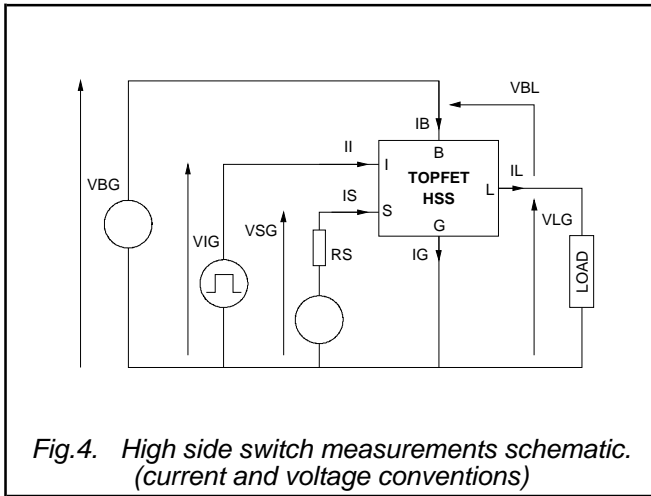 VBL
IB
B
II
I
TOPFET
HSS
L
IL
VBG
IS
S
VLG
VSG
G
VIG
RS
IG
LOAD
Fig.4. High side switch measurements schematic.
(current and voltage conventions)